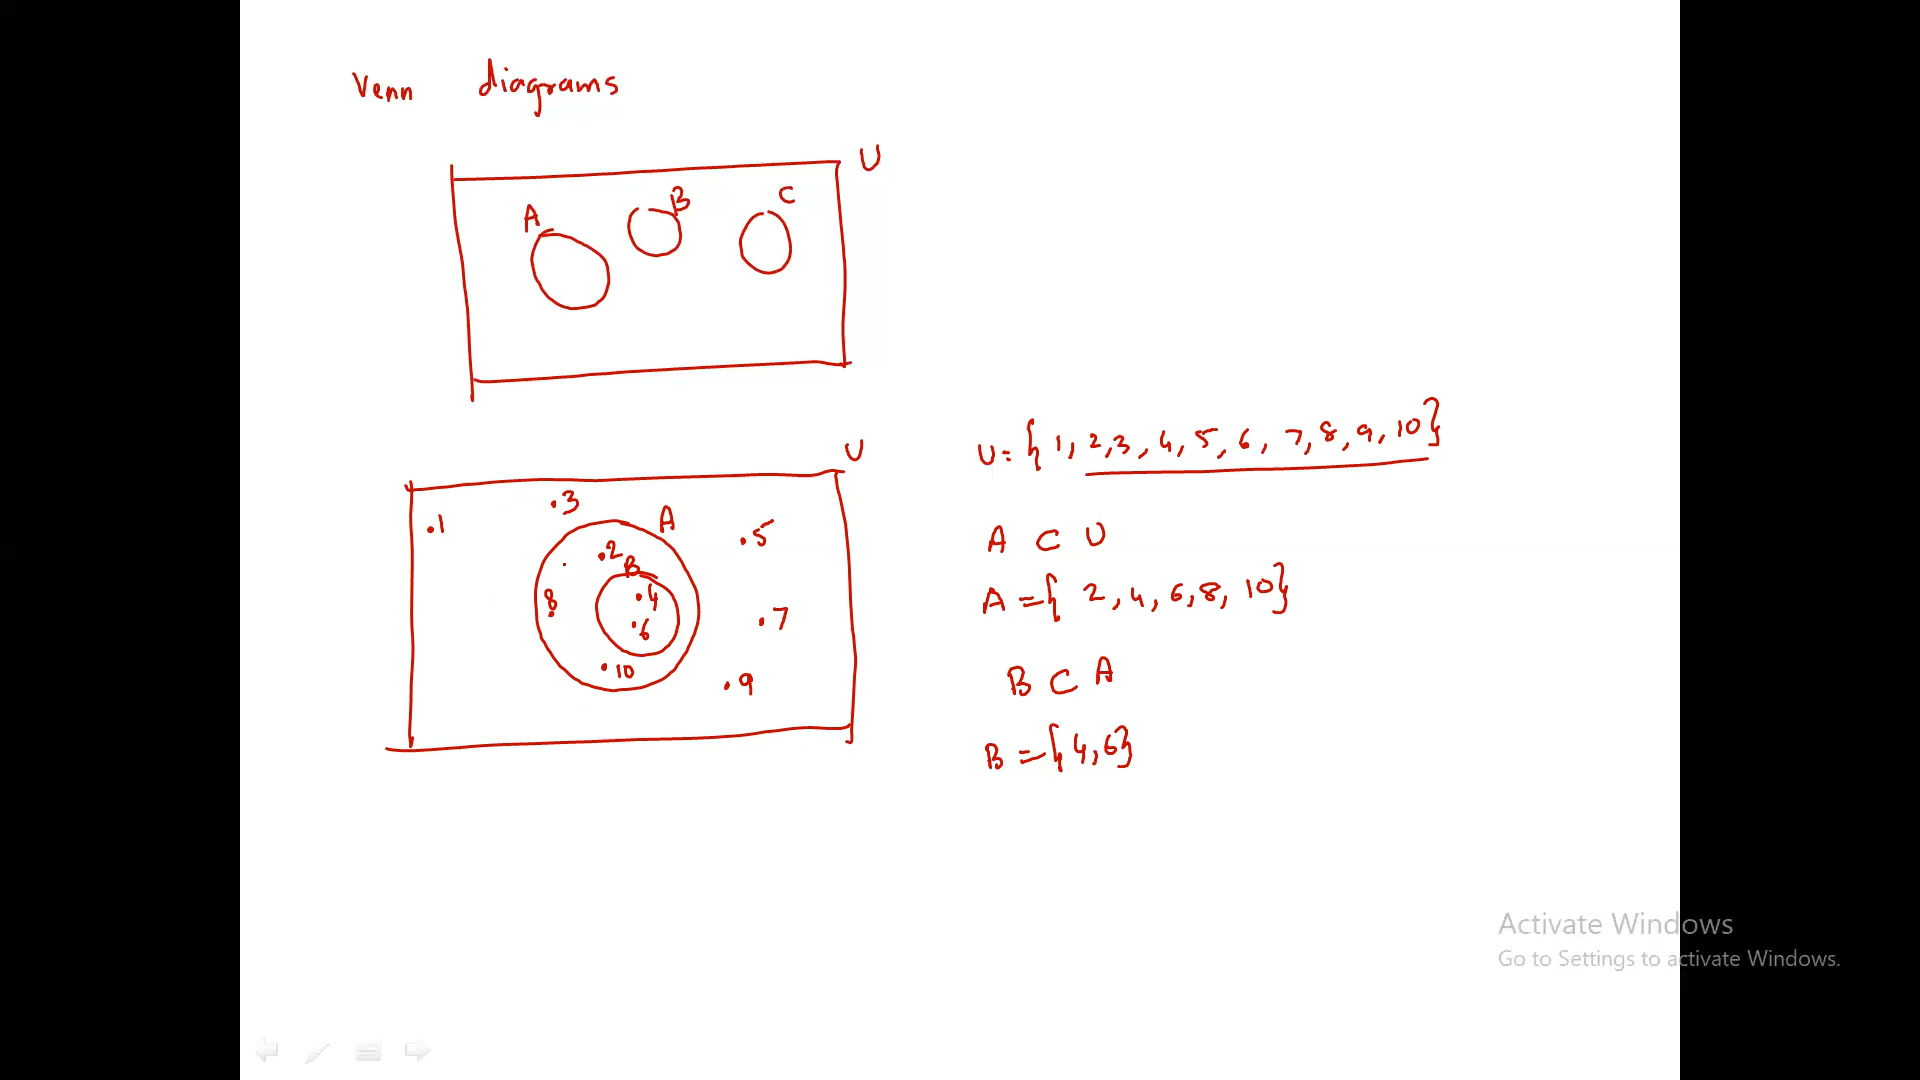 Venn diagrams
U
A B C
U = { 1, 2, 3, 4, 5, 6, 7, 8, 9, 10}
U
.1 .3 A .5
.2
B
.4
8
.6
.7
.10
.9
A ⊂ U
A = { 2, 4, 6, 8, 10}
B ⊂ A
B = {4, 6}
Activate Windows
Go to Settings to activate Windows.